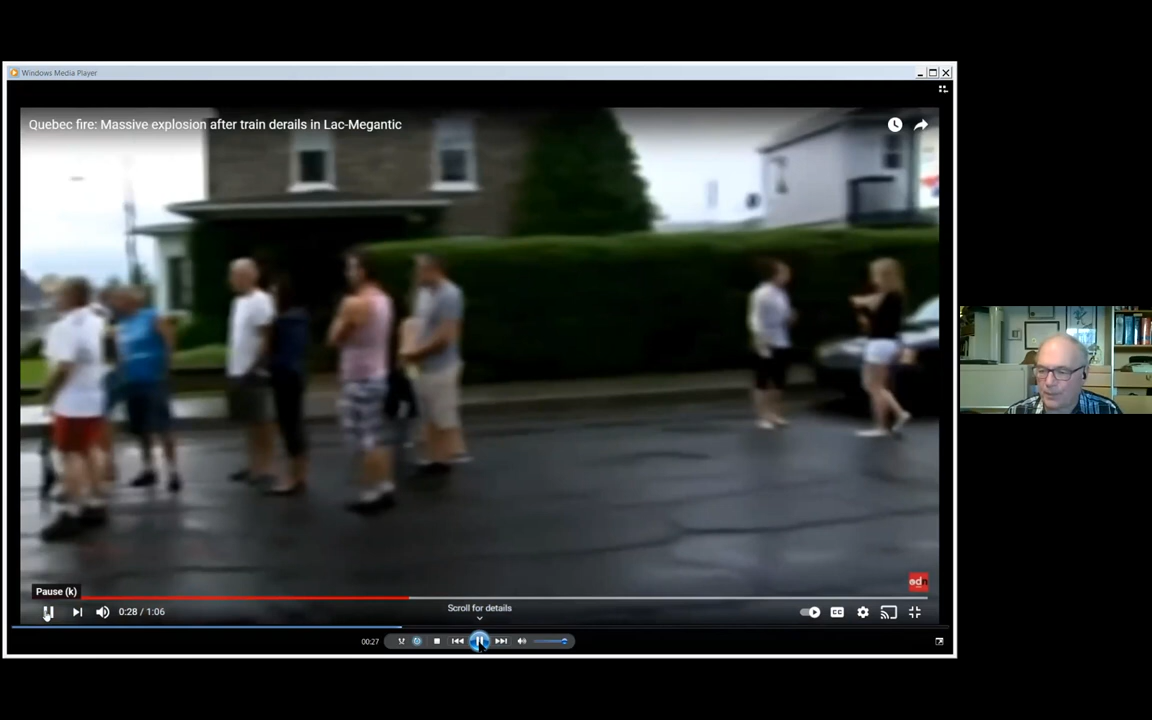 Windows Media Player
Quebec fire: Massive explosion after train derails in Lac-Megantic
Pause (k)
0:28 / 1:06
Scroll for details
CC
00:27